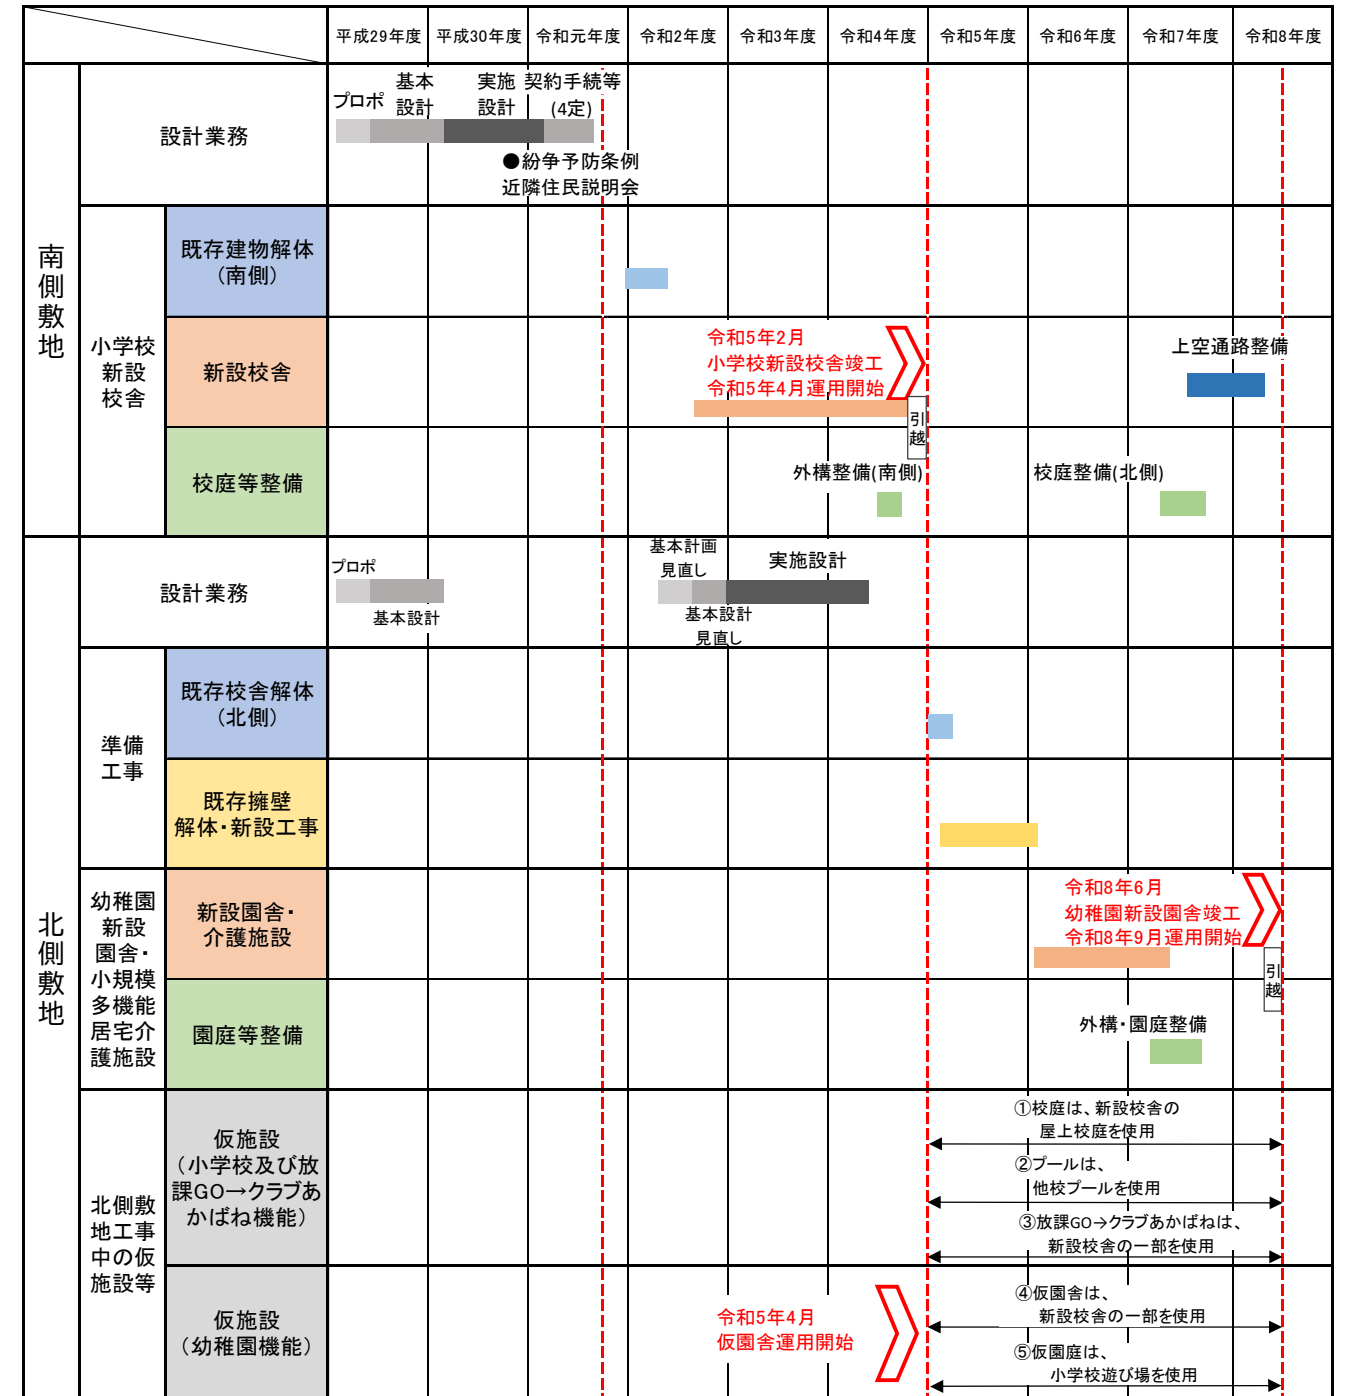 平成29年度 平成30年度 令和元年度 令和2年度 令和3年度 令和4年度 令和5年度 令和6年度 令和7年度 令和8年度
南側敷地
設計業務
プロポ
基本
設計
実施
設計
契約手続等
(4定)
●紛争予防条例
近隣住民説明会
小学校
新設
校舎
既存建物解体
（南側）
新設校舎
令和5年2月
小学校新設校舎竣工
令和5年4月運用開始
引越
上空通路整備
校庭等整備
外構整備(南側)
校庭整備(北側)
北側敷地
設計業務
プロポ
基本設計
基本計画
見直し
基本設計
見直し
実施設計
準備
工事
既存校舎解体
（北側）
既存擁壁
解体・新設工事
幼稚園
新設
園舎・
小規模
多機能
居宅介
護施設
新設園舎・
介護施設
令和8年6月
幼稚園新設園舎竣工
令和8年9月運用開始
引越
園庭等整備
外構・園庭整備
北側敷
地工事
中の仮
施設等
仮施設
（小学校及び放
課GO→クラブあ
かばね機能）
①校庭は、新設校舎の
屋上校庭を使用
②プールは、
他校プールを使用
③放課GO→クラブあかばねは、
新設校舎の一部を使用
仮施設
（幼稚園機能）
令和5年4月
仮園舎運用開始
④仮園舎は、
新設校舎の一部を使用
⑤仮園庭は、
小学校遊び場を使用